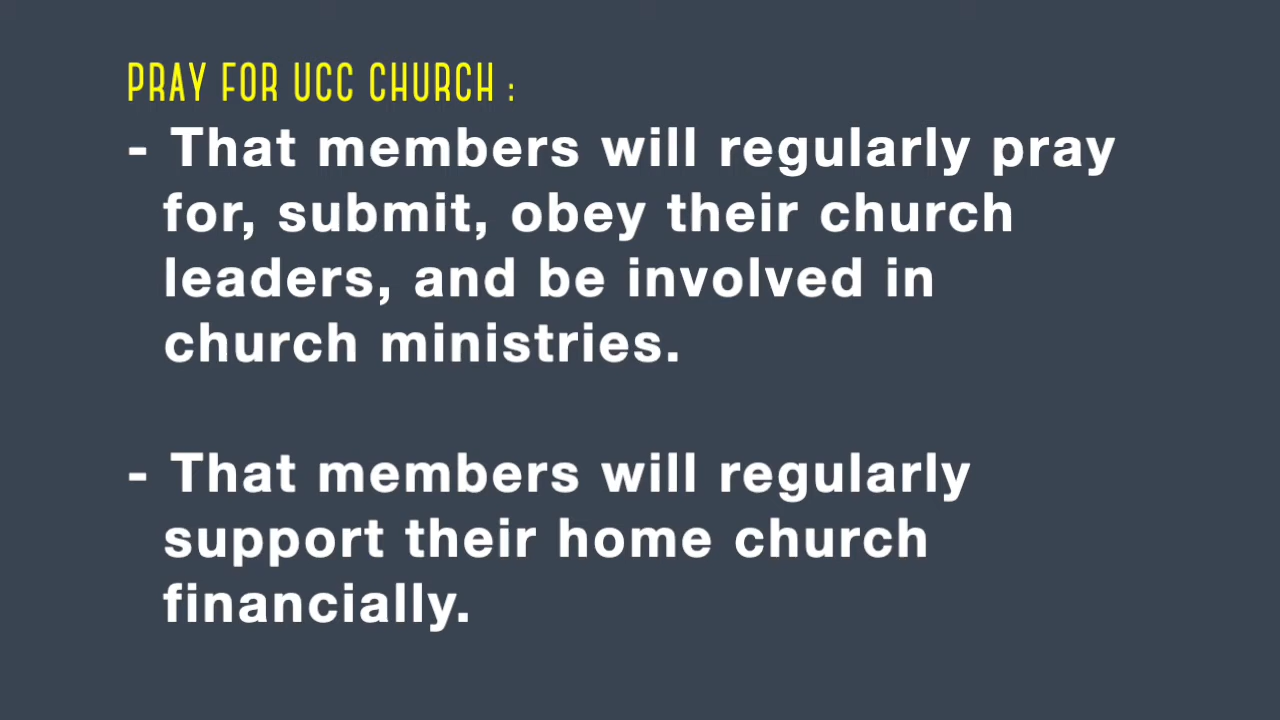 PRAY FOR UCC CHURCH :
- That members will regularly pray
for, submit, obey their church
leaders, and be involved in
church ministries.
- That members will regularly
support their home church
financially.